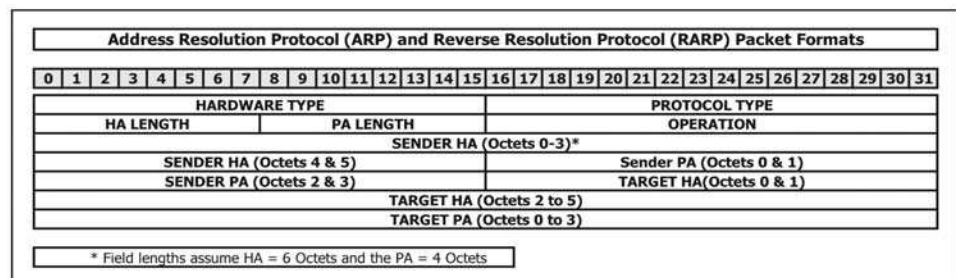 Address Resolution Protocol (ARP) and Reverse Resolution Protocol (RARP) Packet Formats
0 1 2 3 4 5 6 7 8 9 10 11 12 13 14 15 16 17 18 19 20 21 22 23 24 25 26 27 28 29 30 31
HARDWARE TYPE PROTOCOL TYPE
HA LENGTH PA LENGTH OPERATION
SENDER HA (Octets 0-3)*
SENDER HA (Octets 4 & 5) Sender PA (Octets 0 & 1)
SENDER PA (Octets 2 & 3) TARGET HA(Octets 0 & 1)
TARGET HA (Octets 2 to 5)
TARGET PA (Octets 0 to 3)
* Field lengths assume HA = 6 Octets and the PA = 4 Octets